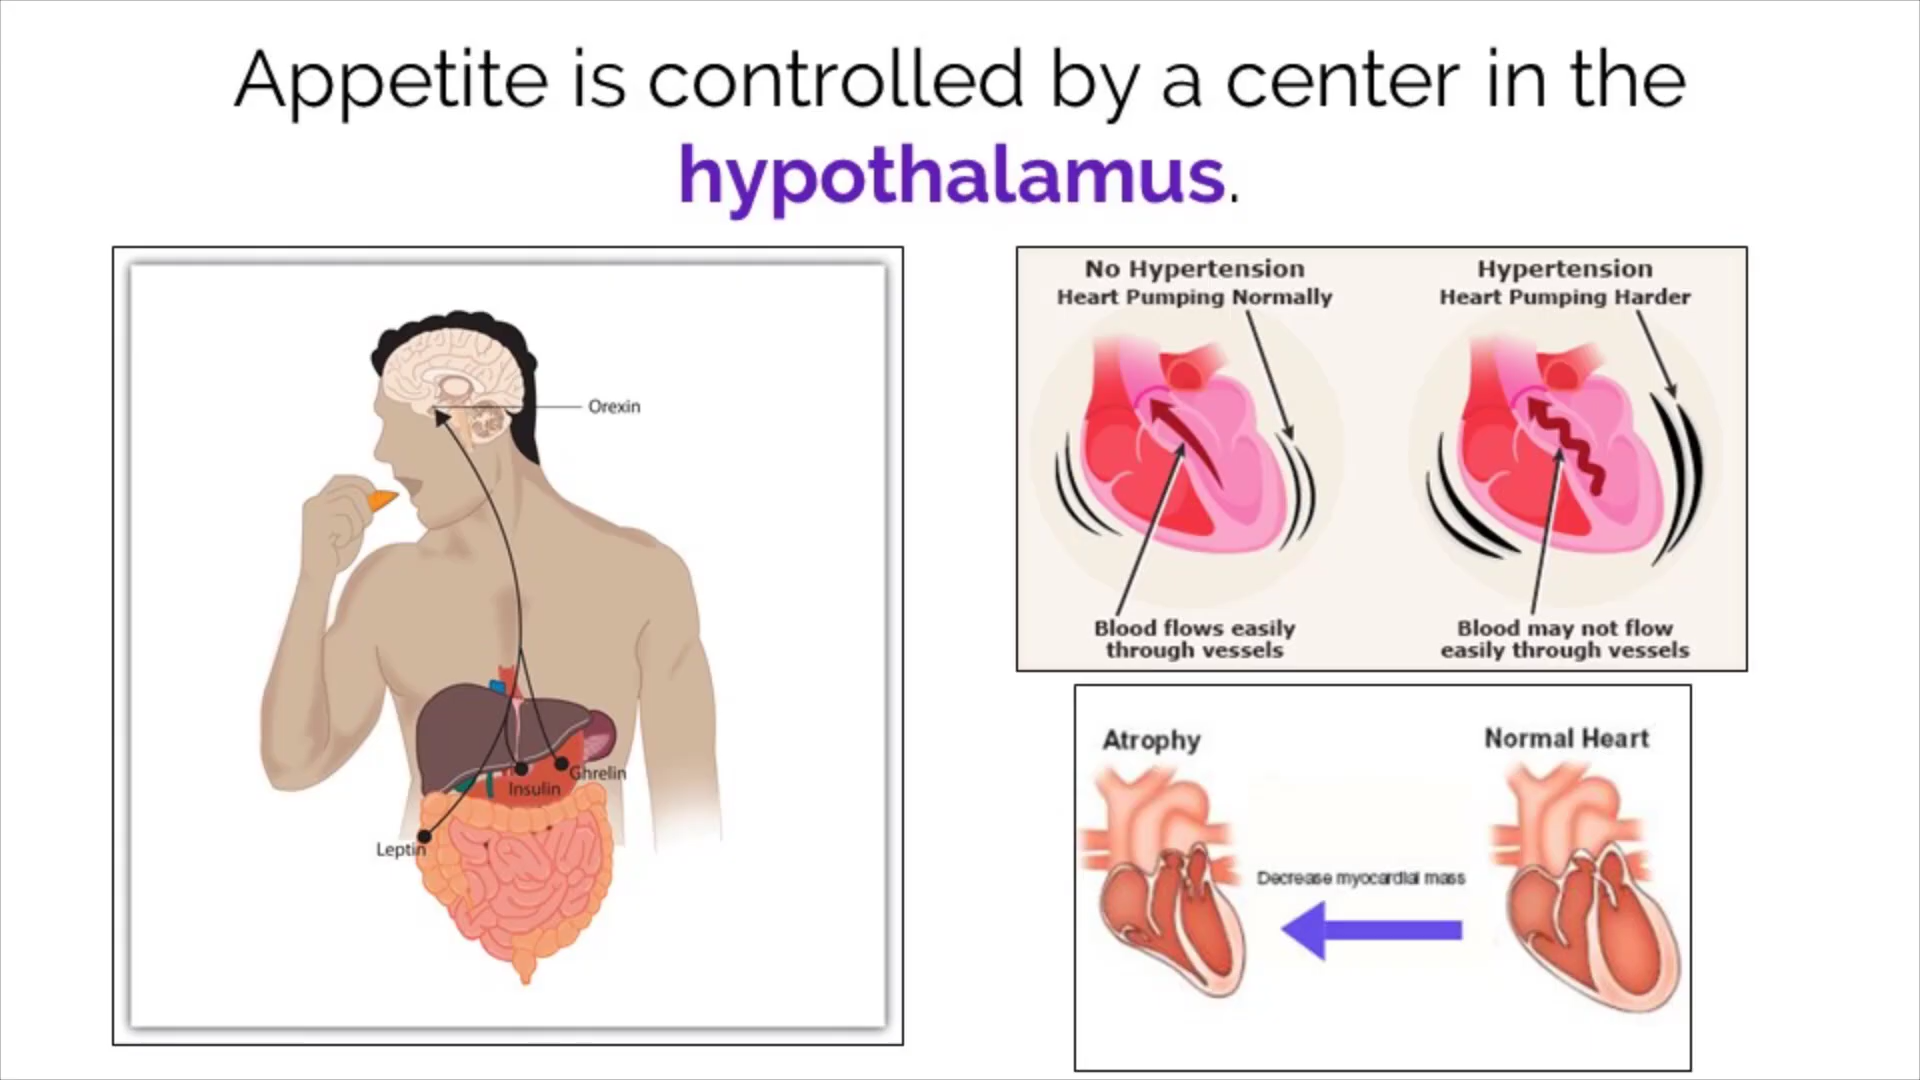 Appetite is controlled by a center in the
hypothalamus.
Orexin
Ghrelin
Insulin
Leptin
No Hypertension
Heart Pumping Normally
Hypertension
Heart Pumping Harder
Blood flows easily
through vessels
Blood may not flow
easily through vessels
Atrophy
Normal Heart
Decrease myocardial mass